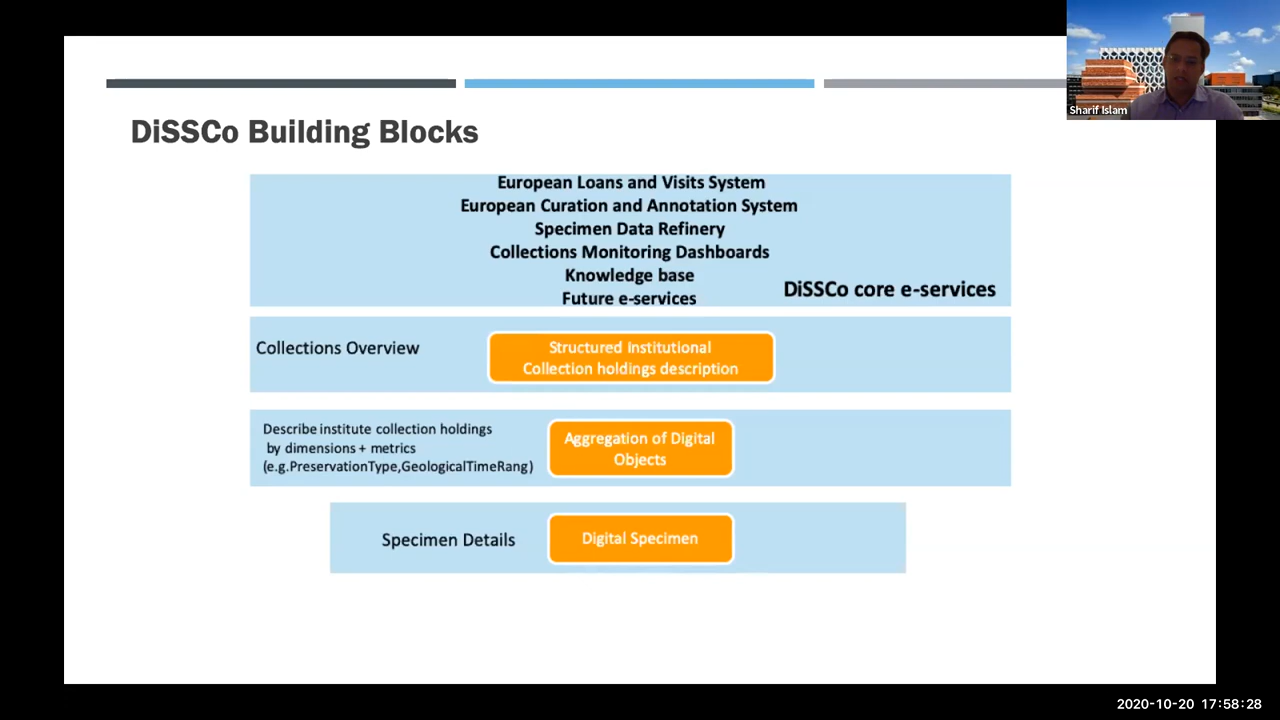 Sharif Islam
DiSSCo Building Blocks
European Loans and Visits System
European Curation and Annotation System
Specimen Data Refinery
Collections Monitoring Dashboards
Knowledge base
Future e-services
DiSSCo core e-services
Collections Overview
Structured Institutional
Collection holdings description
Describe institute collection holdings
by dimensions + metrics
(e.g.PreservationType,GeologicalTimeRang)
Aggregation of Digital
Objects
Specimen Details
Digital Specimen
2020-10-20 17:58:28